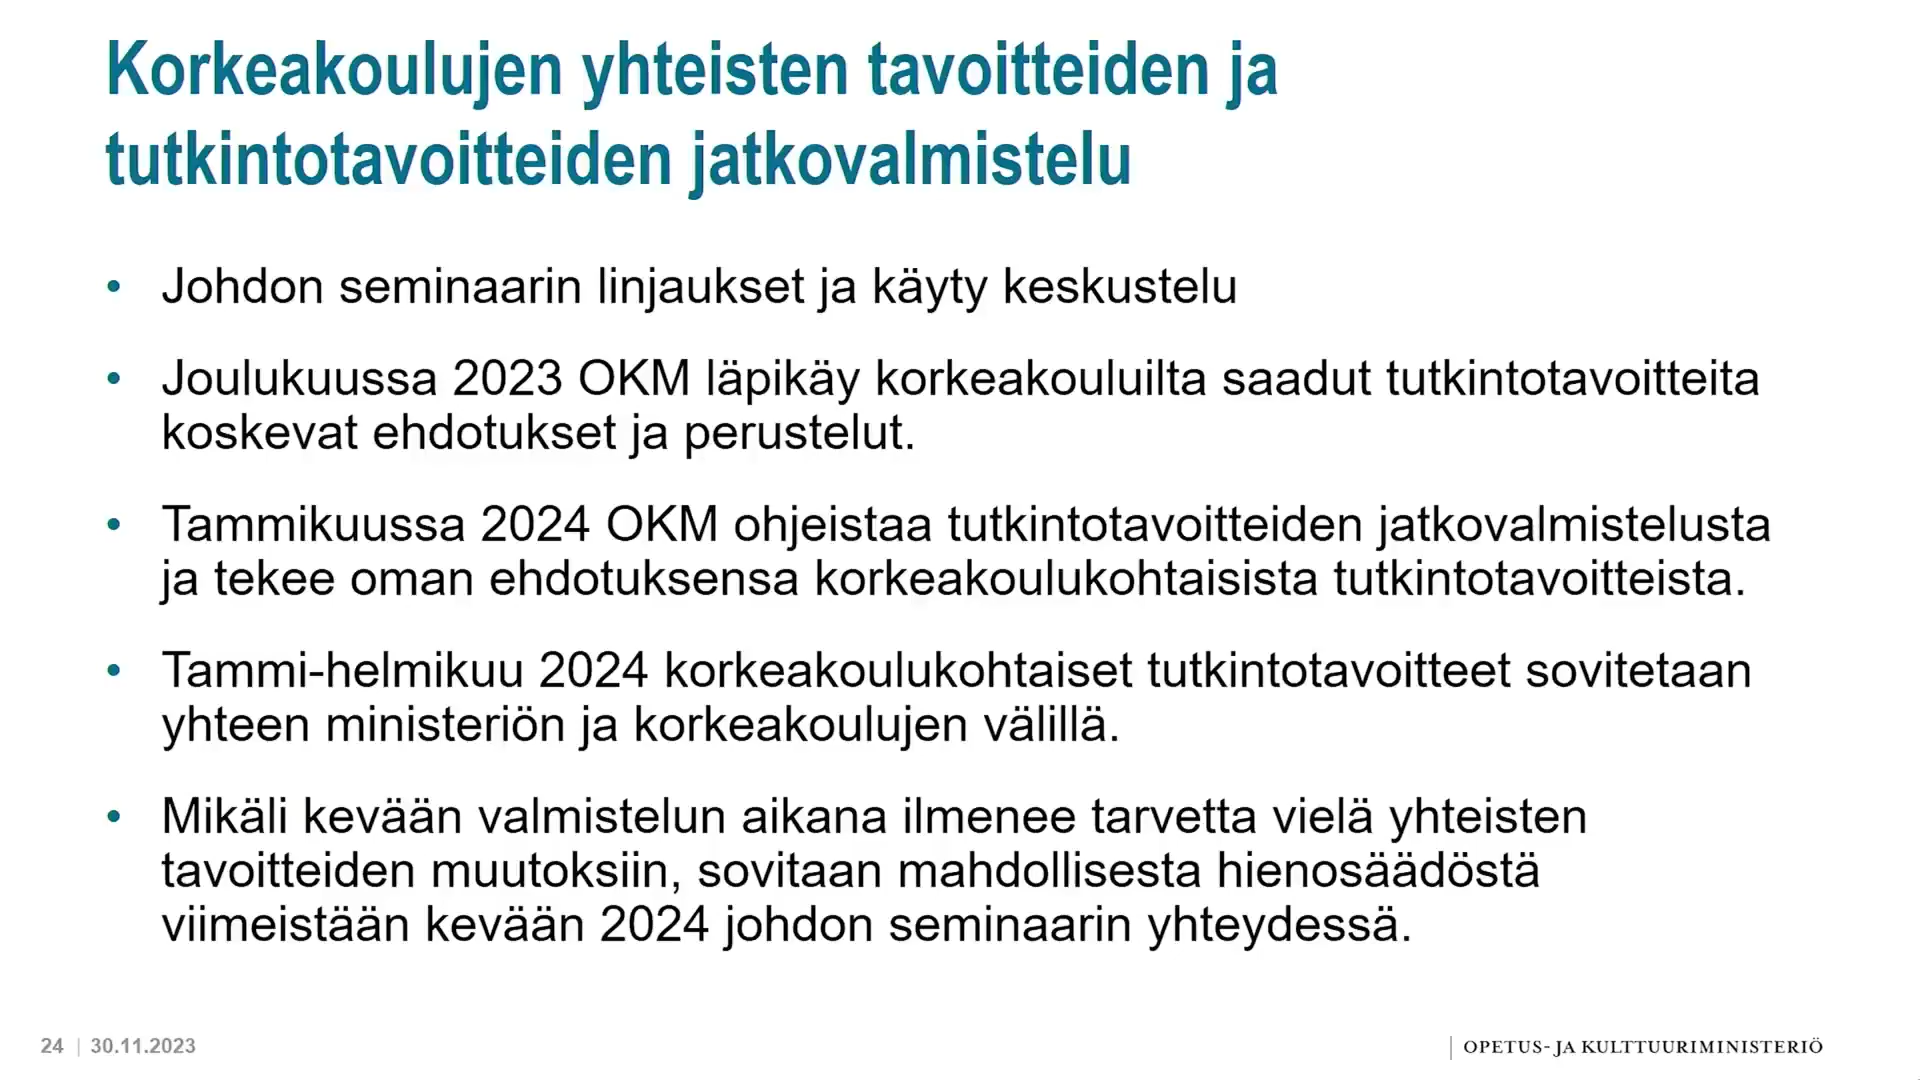 Korkeakoulujen yhteisten tavoitteiden ja
tutkintotavoitteiden jatkovalmistelu
• Johdon seminaarin linjaukset ja käyty keskustelu
• Joulukuussa 2023 OKM läpikäy korkeakouluilta saadut tutkintotavoitteita
koskevat ehdotukset ja perustelut.
• Tammikuussa 2024 OKM ohjeistaa tutkintotavoitteiden jatkovalmistelusta
ja tekee oman ehdotuksensa korkeakoulukohtaisista tutkintotavoitteista.
• Tammi-helmikuu 2024 korkeakoulukohtaiset tutkintotavoitteet sovitetaan
yhteen ministeriön ja korkeakoulujen välillä.
• Mikäli kevään valmistelun aikana ilmenee tarvetta vielä yhteisten
tavoitteiden muutoksiin, sovitaan mahdollisesta hienosäädöstä
viimeistään kevään 2024 johdon seminaarin yhteydessä.
24 | 30.11.2023
| OPETUS- JA KULTTUURIMINISTERIÖ